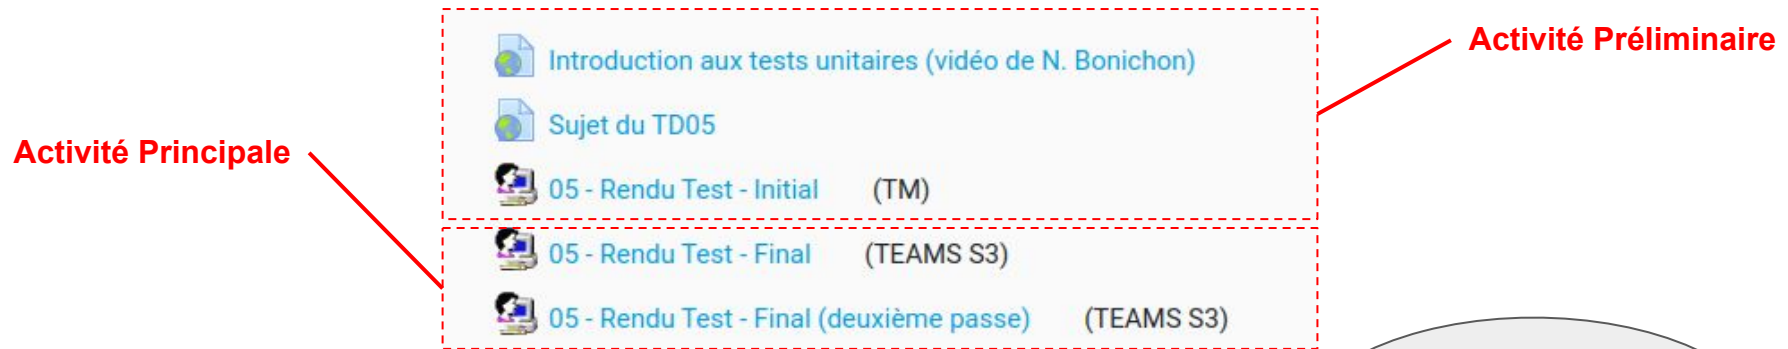 Introduction aux tests unitaires (vidéo de N. Bonichon)
Activité Préliminaire
Sujet du TD05
Activité Principale
05 - Rendu Test - Initial (TM)
05 - Rendu Test - Final (TEAMS S3)
05 - Rendu Test - Final (deuxième passe) (TEAMS S3)